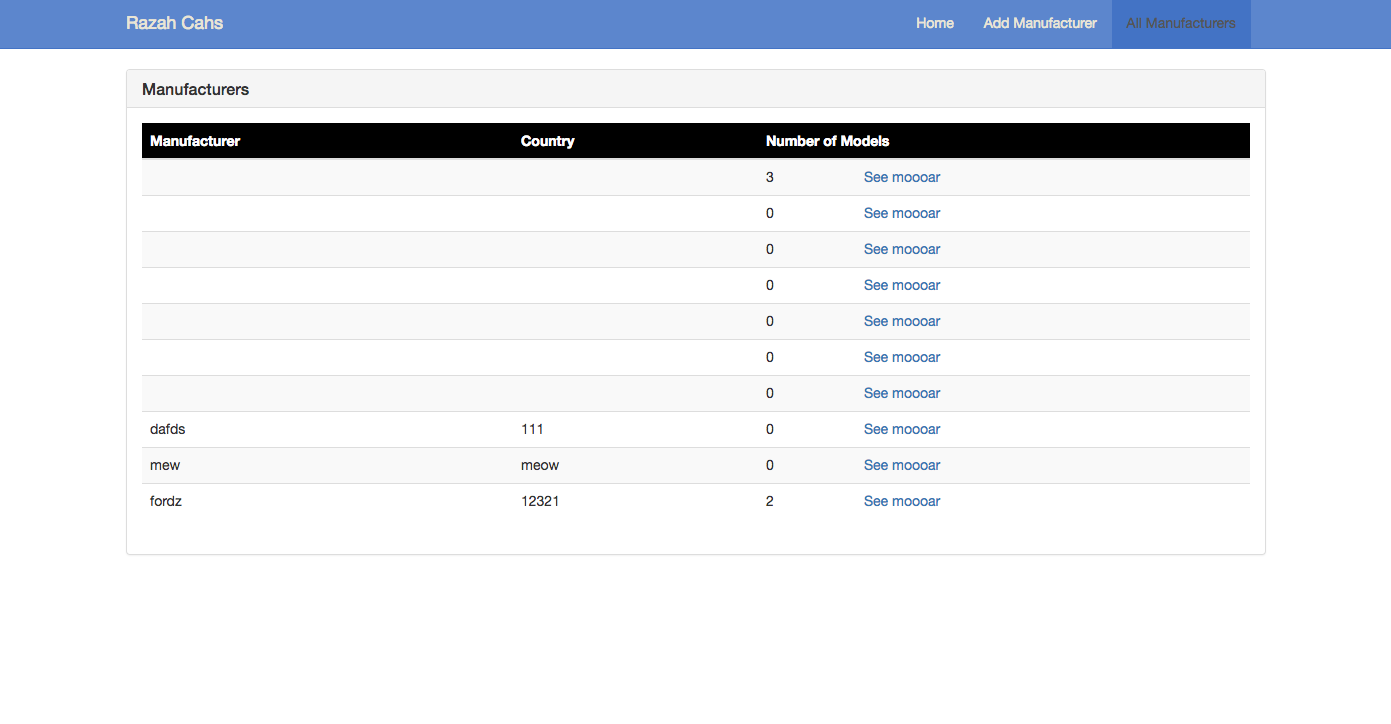 Razah Cahs Home Add Manufacturer All Manufacturers
Manufacturers
Manufacturer Country Number of Models
3 See moooar
0 See moooar
0 See moooar
0 See moooar
0 See moooar
0 See moooar
0 See moooar
dafds 111 0 See moooar
mew meow 0 See moooar
fordz 12321 2 See moooar